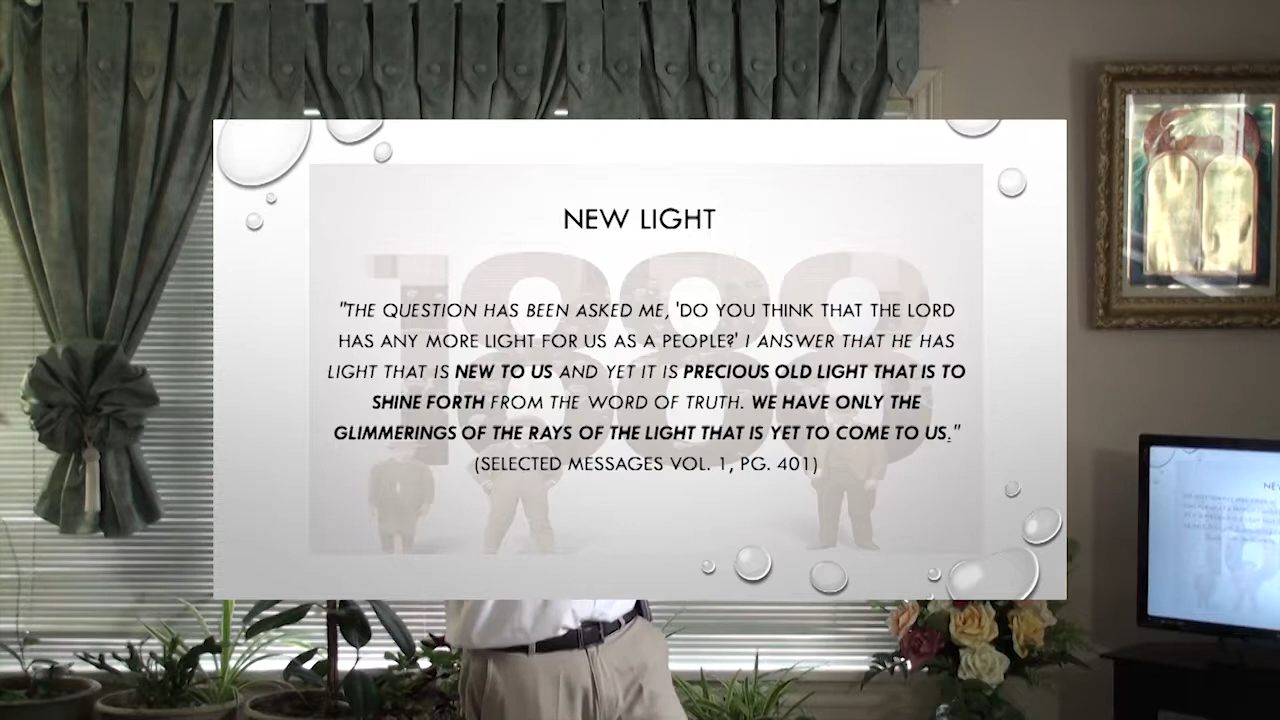 NEW LIGHT
1888
"THE QUESTION HAS BEEN ASKED ME, 'DO YOU THINK THAT THE LORD
HAS ANY MORE LIGHT FOR US AS A PEOPLE?' I ANSWER THAT HE HAS
LIGHT THAT IS NEW TO US AND YET IT IS PRECIOUS OLD LIGHT THAT IS TO
SHINE FORTH FROM THE WORD OF TRUTH. WE HAVE ONLY THE
GLIMMERINGS OF THE RAYS OF THE LIGHT THAT IS YET TO COME TO US."
(SELECTED MESSAGES VOL. 1, PG. 401)